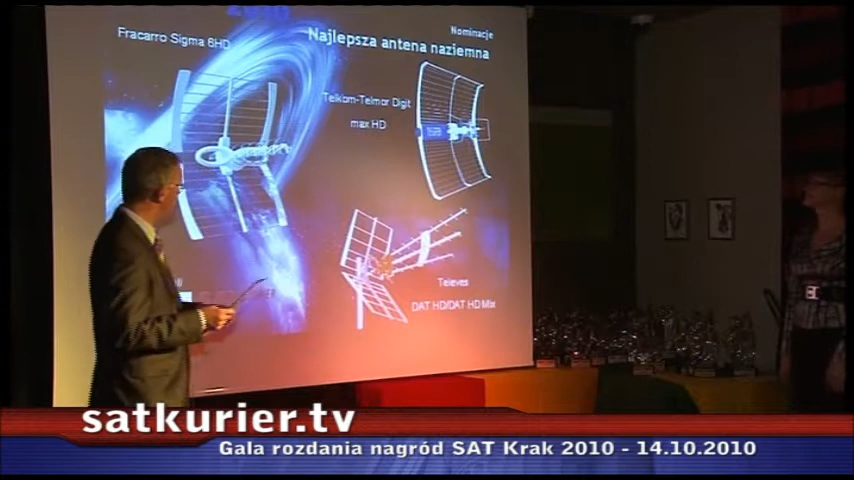 2010
Nominacje
Fracarro Sigma 6HD
Najlepsza antena naziemna
Telkom-Telmor Digit
max HD
Televes
DAT HD/DAT HD Mix
satkurier.tv
Gala rozdania nagród SAT Krak 2010 - 14.10.2010